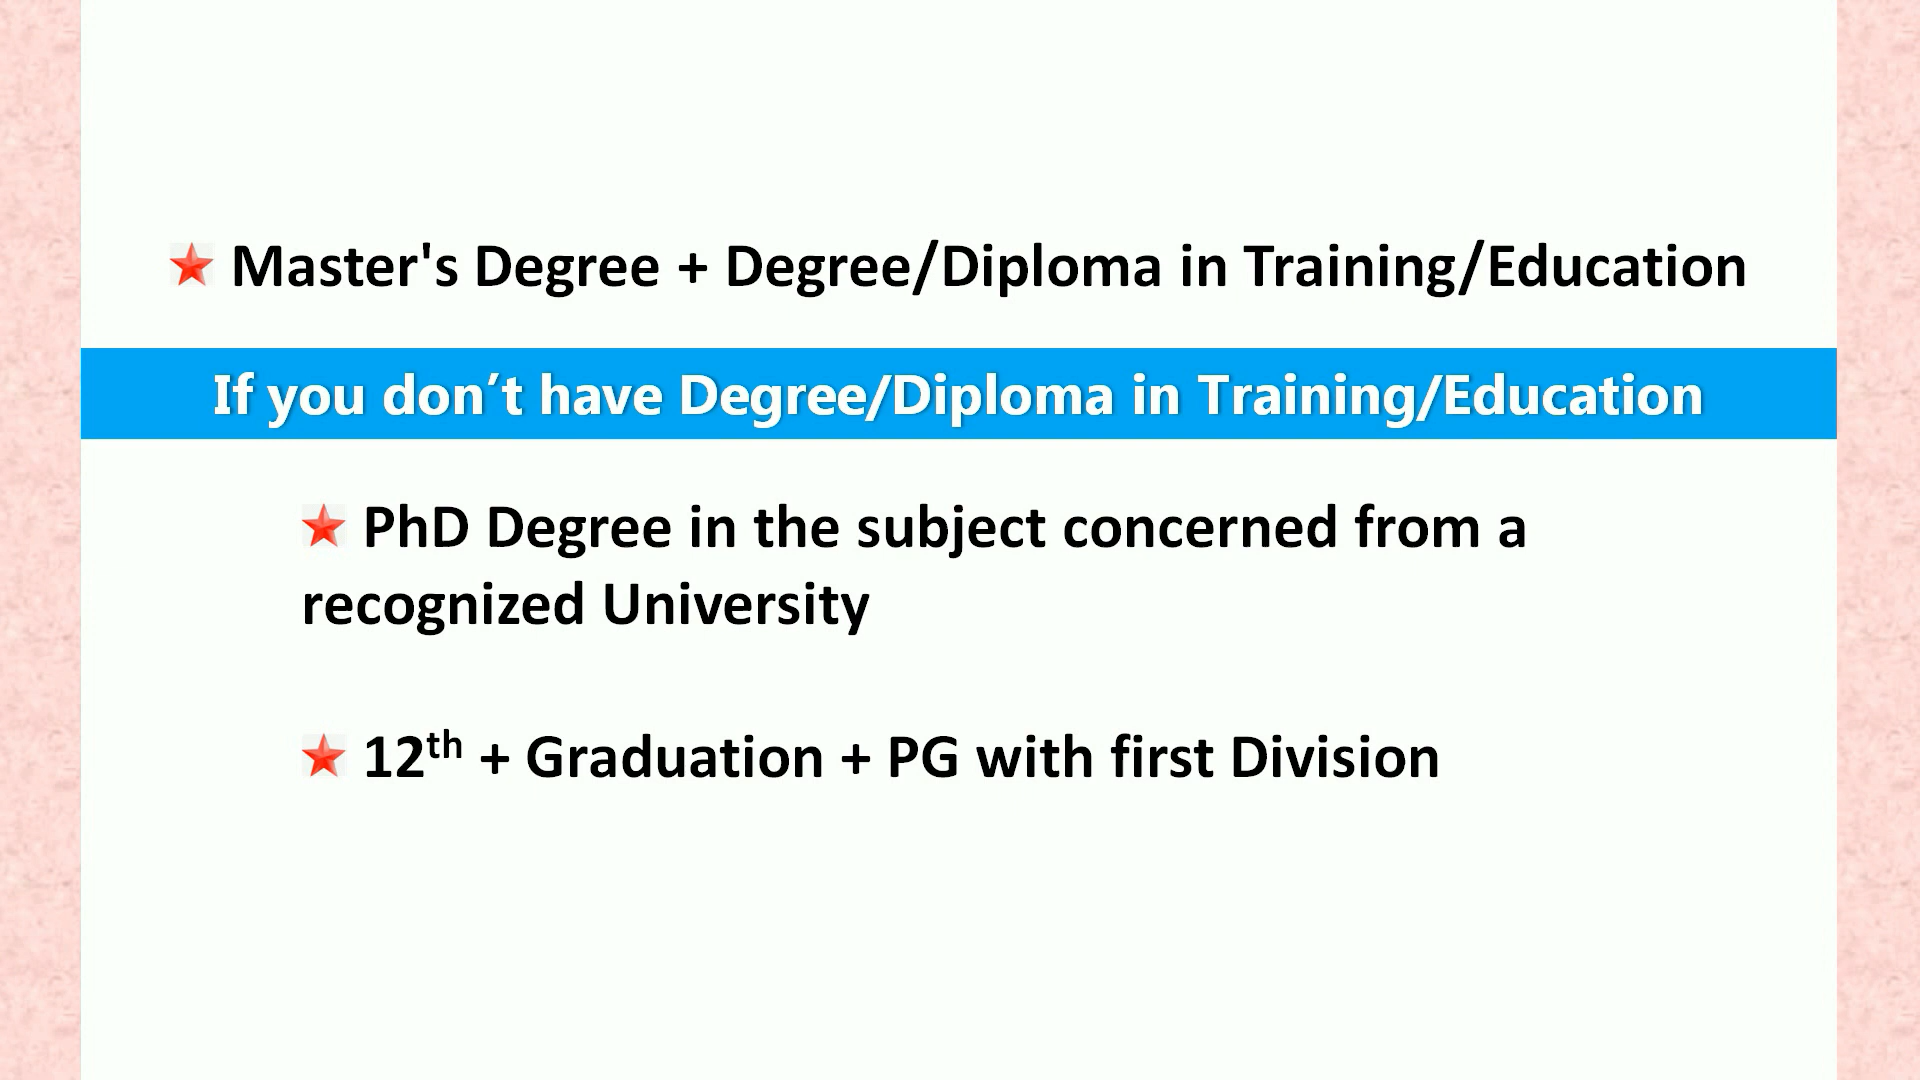 Master's Degree + Degree/Diploma in Training/Education
If you don’t have Degree/Diploma in Training/Education
PhD Degree in the subject concerned from a
recognized University
12th + Graduation + PG with first Division